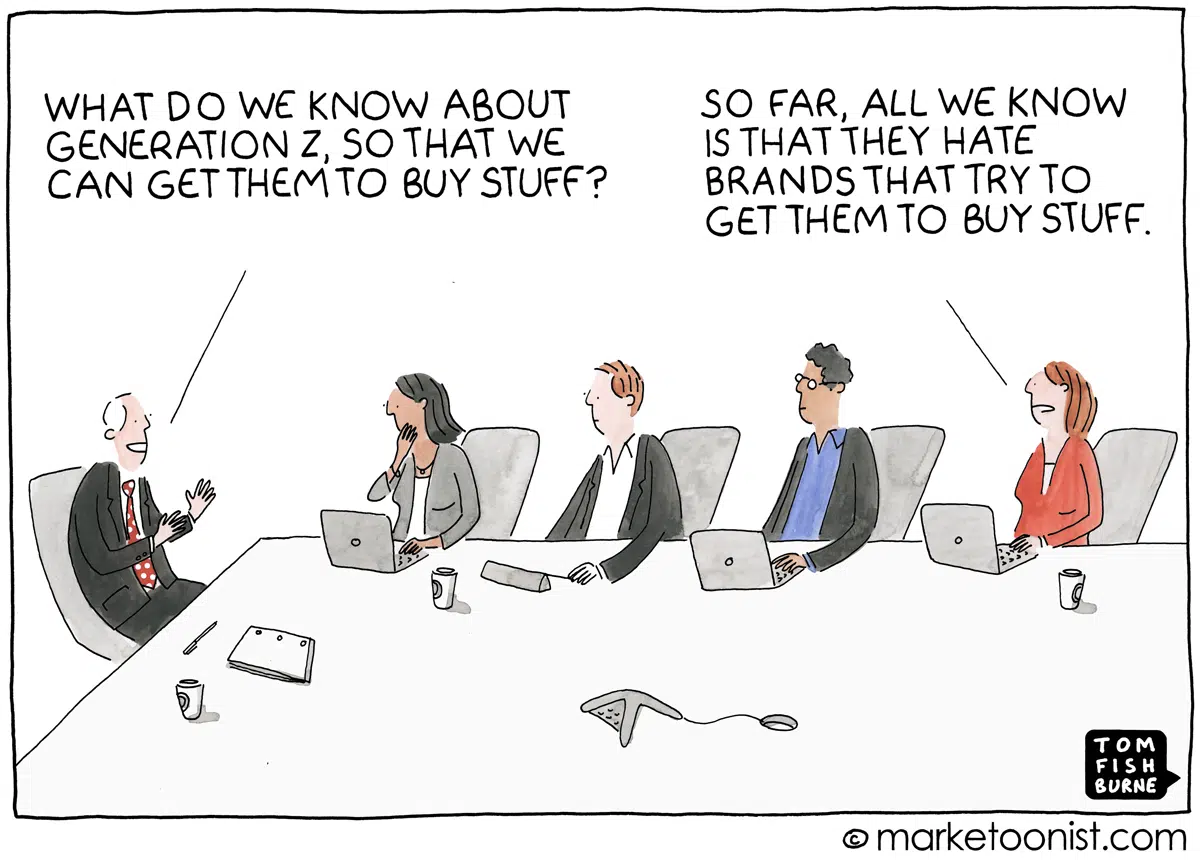 WHAT DO WE KNOW ABOUT
GENERATION Z, SO THAT WE
CAN GET THEM TO BUY STUFF?
SO FAR, ALL WE KNOW
IS THAT THEY HATE
BRANDS THAT TRY TO
GET THEM TO BUY STUFF.
TOM
FISH
BURNE
© marketoonist.com